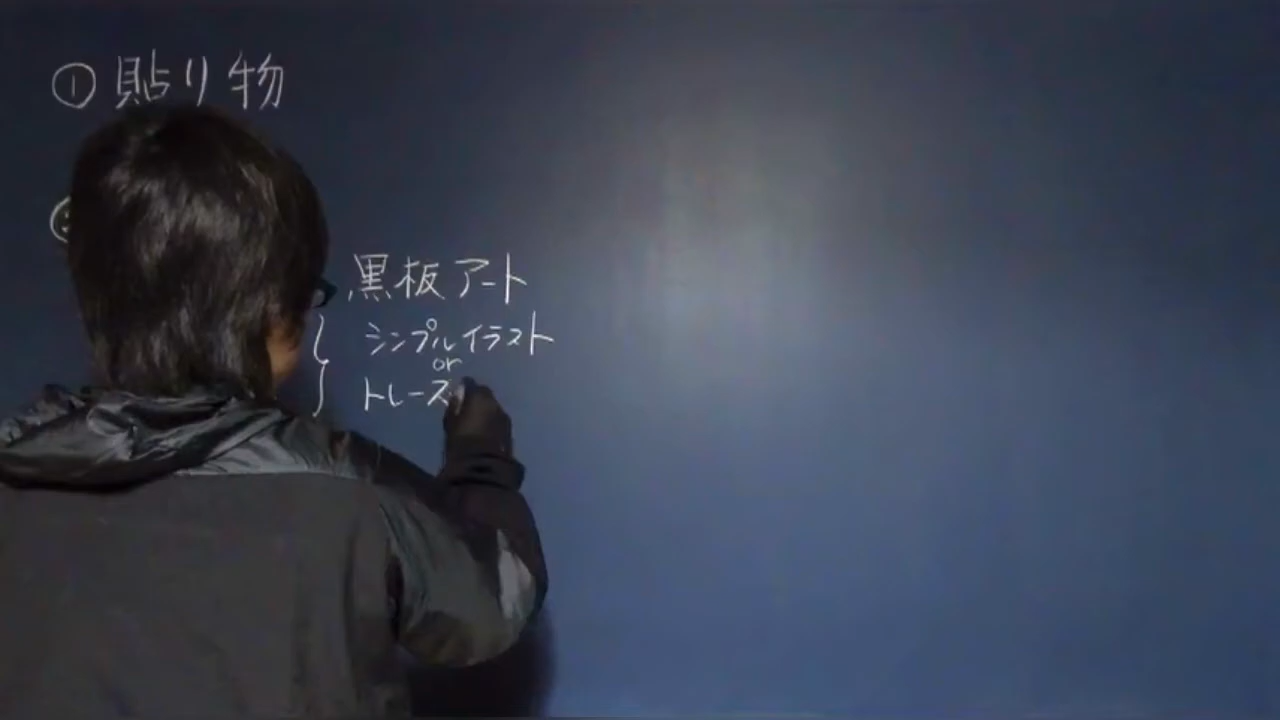 ①貼り物
黒板アート
シンプルイラスト
or
トレース